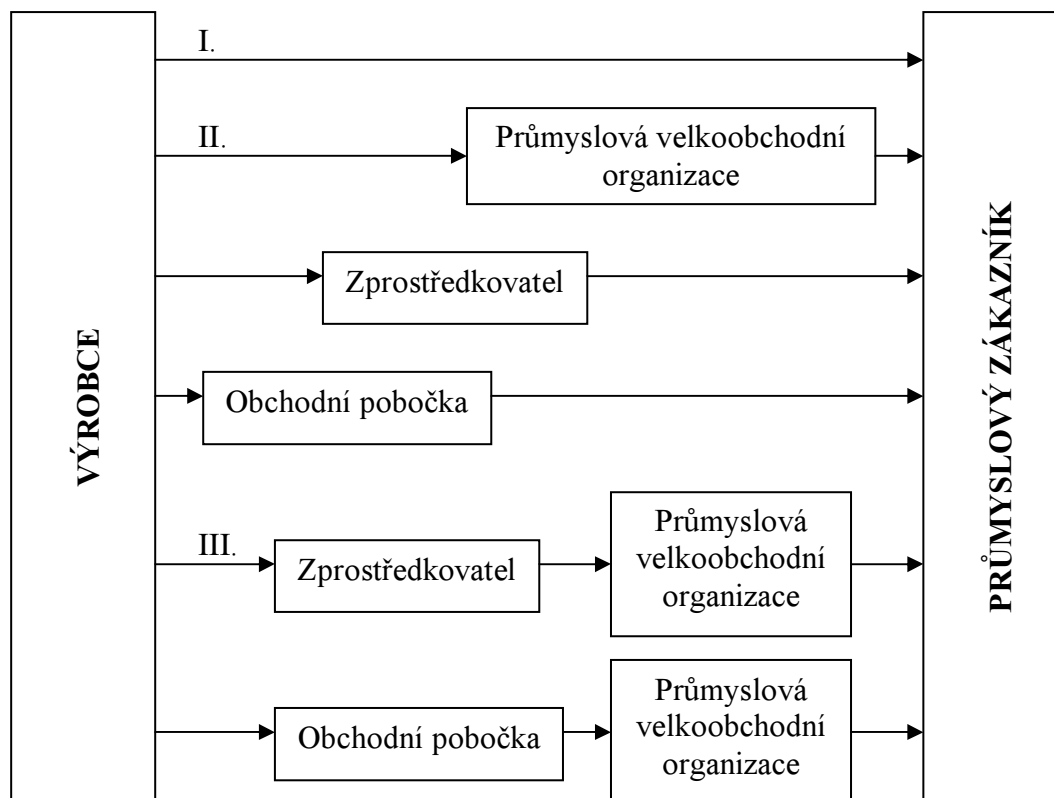 VÝROBCE
I.
II.
Průmyslová velkoobchodní
organizace
Zprostředkovatel
Obchodní pobočka
III.
Zprostředkovatel
Průmyslová
velkoobchodní
organizace
Obchodní pobočka
Průmyslová
velkoobchodní
organizace
PRŮMYSLOVÝ ZÁKAZNÍK